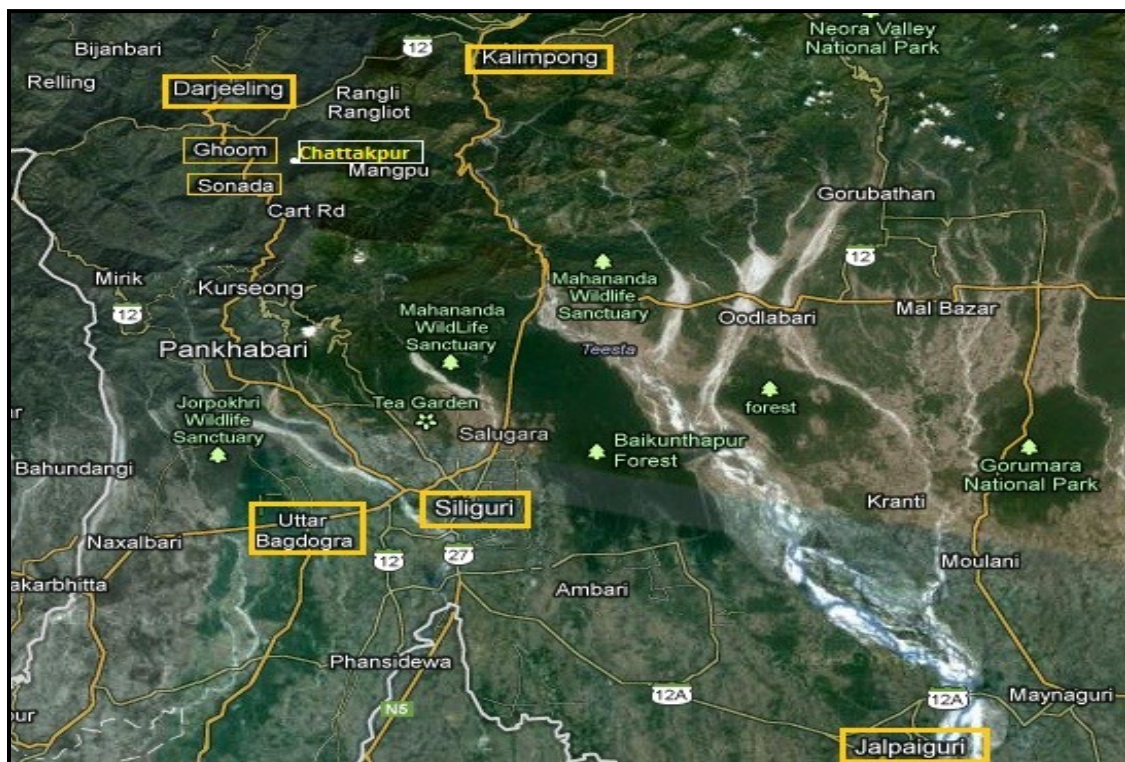 Neora Valley
National Park
Bijanbari
12
Kalimpong
Relling
Darjeeling
Rangli
Rangliot
Ghoom
Chattakpur
Mangpu
Sonada
Gorubathan
Cart Rd
12
Mirik
Kurseong
Mahananda
Wildlife
Sanctuary
12
Mahananda
WildLife
Sanctuary
Mal Bazar
Oodlabari
Pankhabari
Teesta
Jorpokhri
Wildlife
Sanctuary
Tea Garden
forest
Salugara
Baikunthapur
Forest
Bahundangi
Gorumara
National Park
Kranti
Siliguri
Uttar
Bagdogra
Naxalbari
12
27
Moulani
akarbhitta
Ambari
Phansidewa
12A
12A
Maynaguri
N5
pur
Jalpaiguri